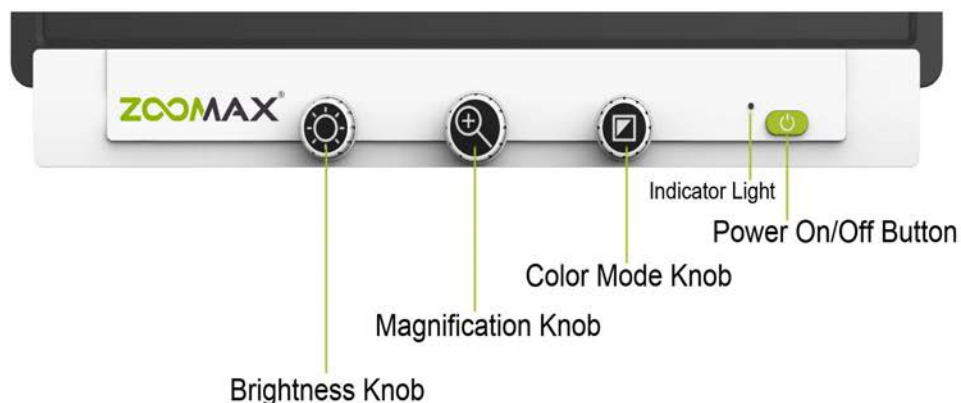 ZOOMAX®
Indicator Light
Power On/Off Button
Color Mode Knob
Magnification Knob
Brightness Knob